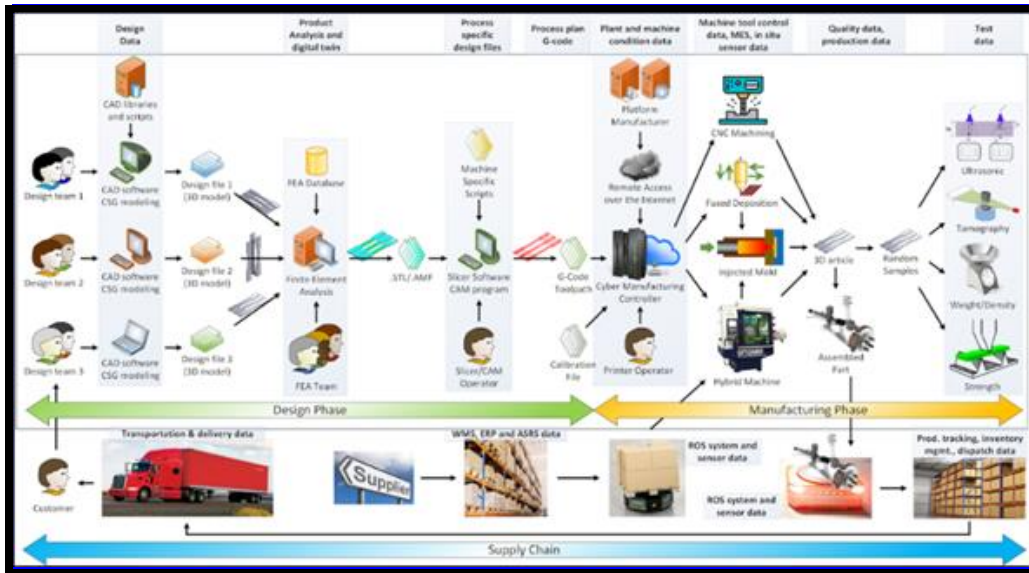 Design
Data
Product
Analysis and
digital twin
Process
specific
design files
Process plan
G-code
Plant and machine
condition data
Machine tool control
data, MES, in situ
sensor data
Quality data,
production data
Test
data
CAD libraries
and scripts
Design team 1
CAD software
CSG modeling
Design file 1
(3D model)
FEA Database
Machine
Specific
Scripts
Platform
Manufacturer
Remote Access
over the Internet
CNC Machining
Fused Deposition
Ultrasonic
Tomography
Design team 2
CAD software
CSG modeling
Design file 2
(3D model)
Finite Element
Analysis
.STL/ AMF
Slicer Software
CAM program
G-Code
Toolpath
Cyber Manufacturing
Controller
Injected Mold
3D article
Random
Samples
Weight/Density
Design team 3
CAD software
CSG modeling
Design file 3
(3D model)
FEA Team
Slicer/CAM
Operator
Calibration
File
Printer Operator
Hybrid Machine
Assembled
Part
Strength
Design Phase
Manufacturing Phase
Transportation & delivery data
WMS, ERP and ASRS data
ROS system and
sensor data
Prod. tracking, inventory
mgmt., dispatch data
Customer
Supplier
ROS system and
sensor data
Supply Chain